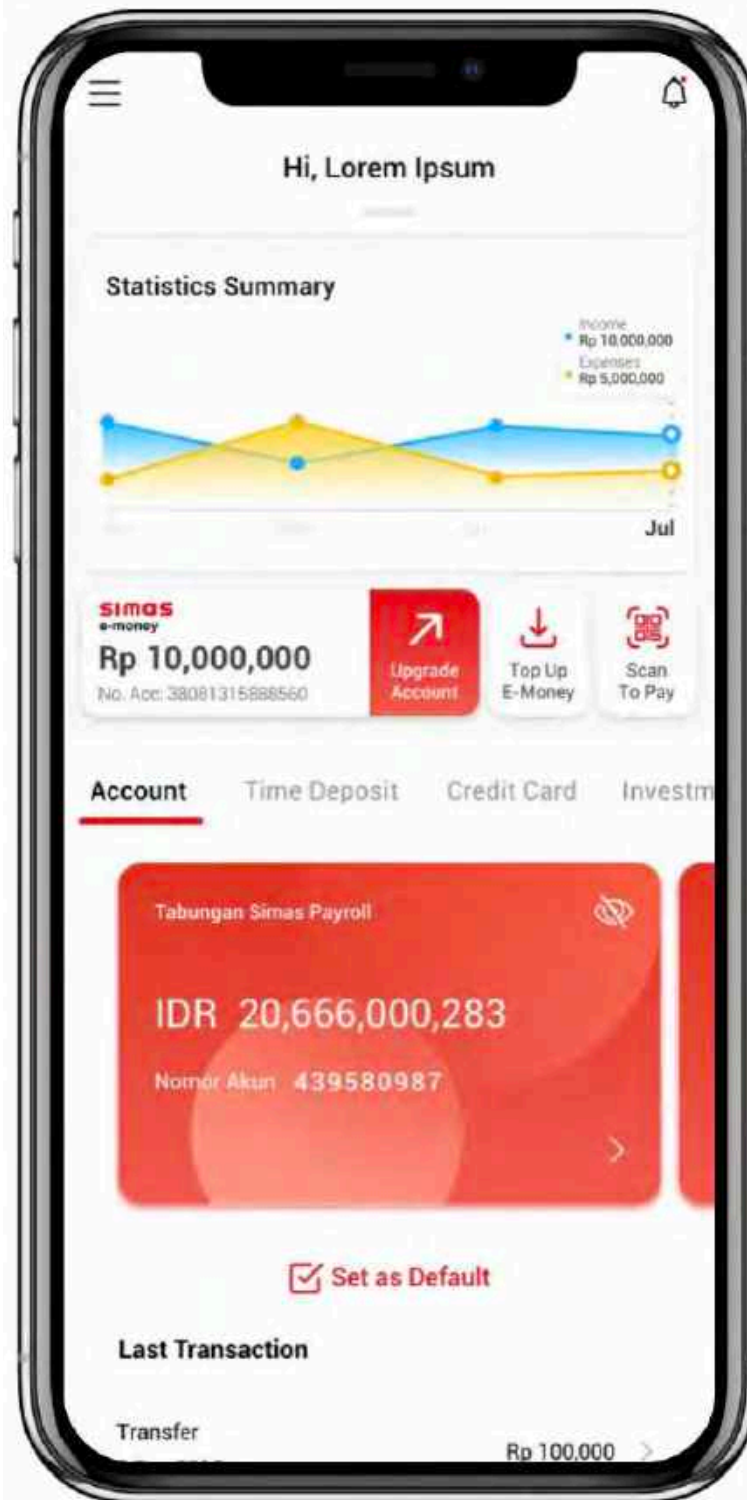 Hi, Lorem Ipsum
Statistics Summary
Income
Rp 10,000,000
Expenses
Rp 5,000,000
Jul
simas
e-money
Rp 10,000,000
No. Acc: 38081315888560
Upgrade
Account
Top Up
E-Money
Scan
To Pay
Account
Time Deposit
Credit Card
Investm
Tabungan Simas Payroll
IDR 20,666,000,283
Nomor Akun 439580987
Set as Default
Last Transaction
Transfer
Rp 100,000